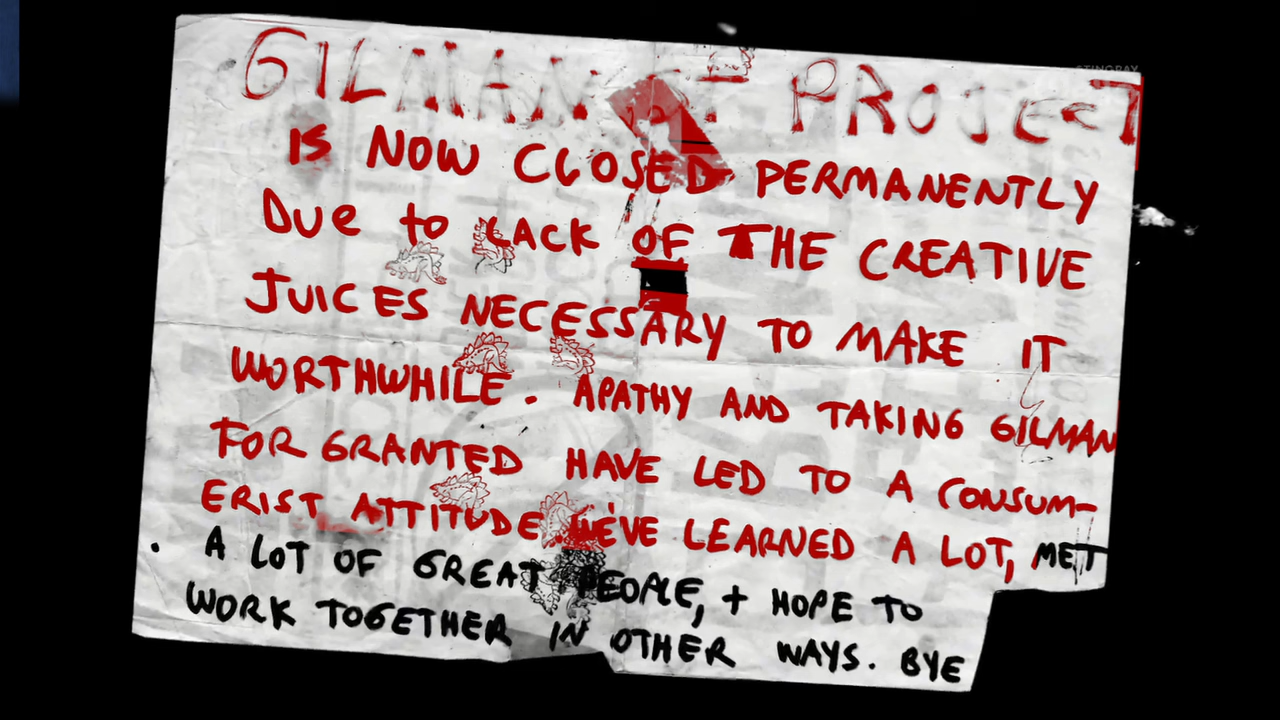 STINGRAY
GILMAN ST PROJECT
IS NOW CLOSED PERMANENTLY
DUE to LACK OF THE CREATIVE
JUICES NECESSARY TO MAKE IT
WORTHWHILE. APATHY AND TAKING GILMAN
FOR GRANTED HAVE LED TO A CONSUM-
ERIST ATTITUDE. WE'VE LEARNED A LOT, MET
. A LOT OF GREAT PEOPLE, + HOPE TO
WORK TOGETHER IN OTHER WAYS. BYE